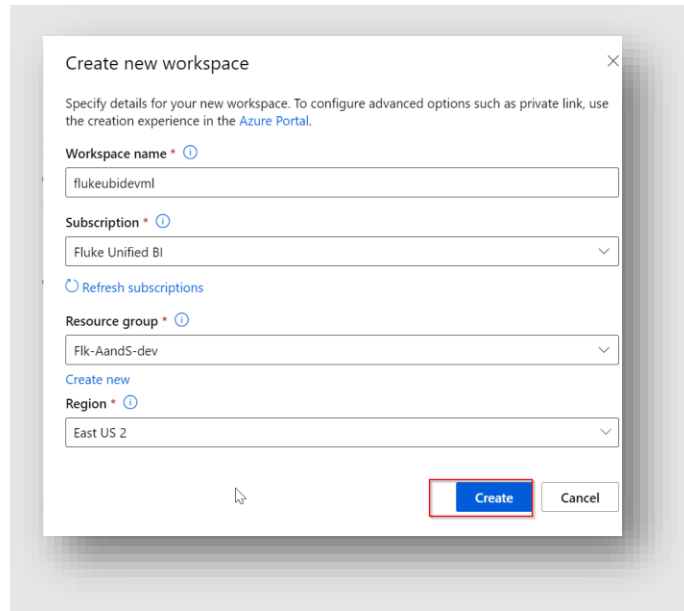 Create new workspace
Specify details for your new workspace. To configure advanced options such as private link, use
the creation experience in the Azure Portal.
Workspace name *
flukeubidevml
Subscription *
Fluke Unified BI
Refresh subscriptions
Resource group *
Flk-AandS-dev
Create new
Region *
East US 2
Create Cancel